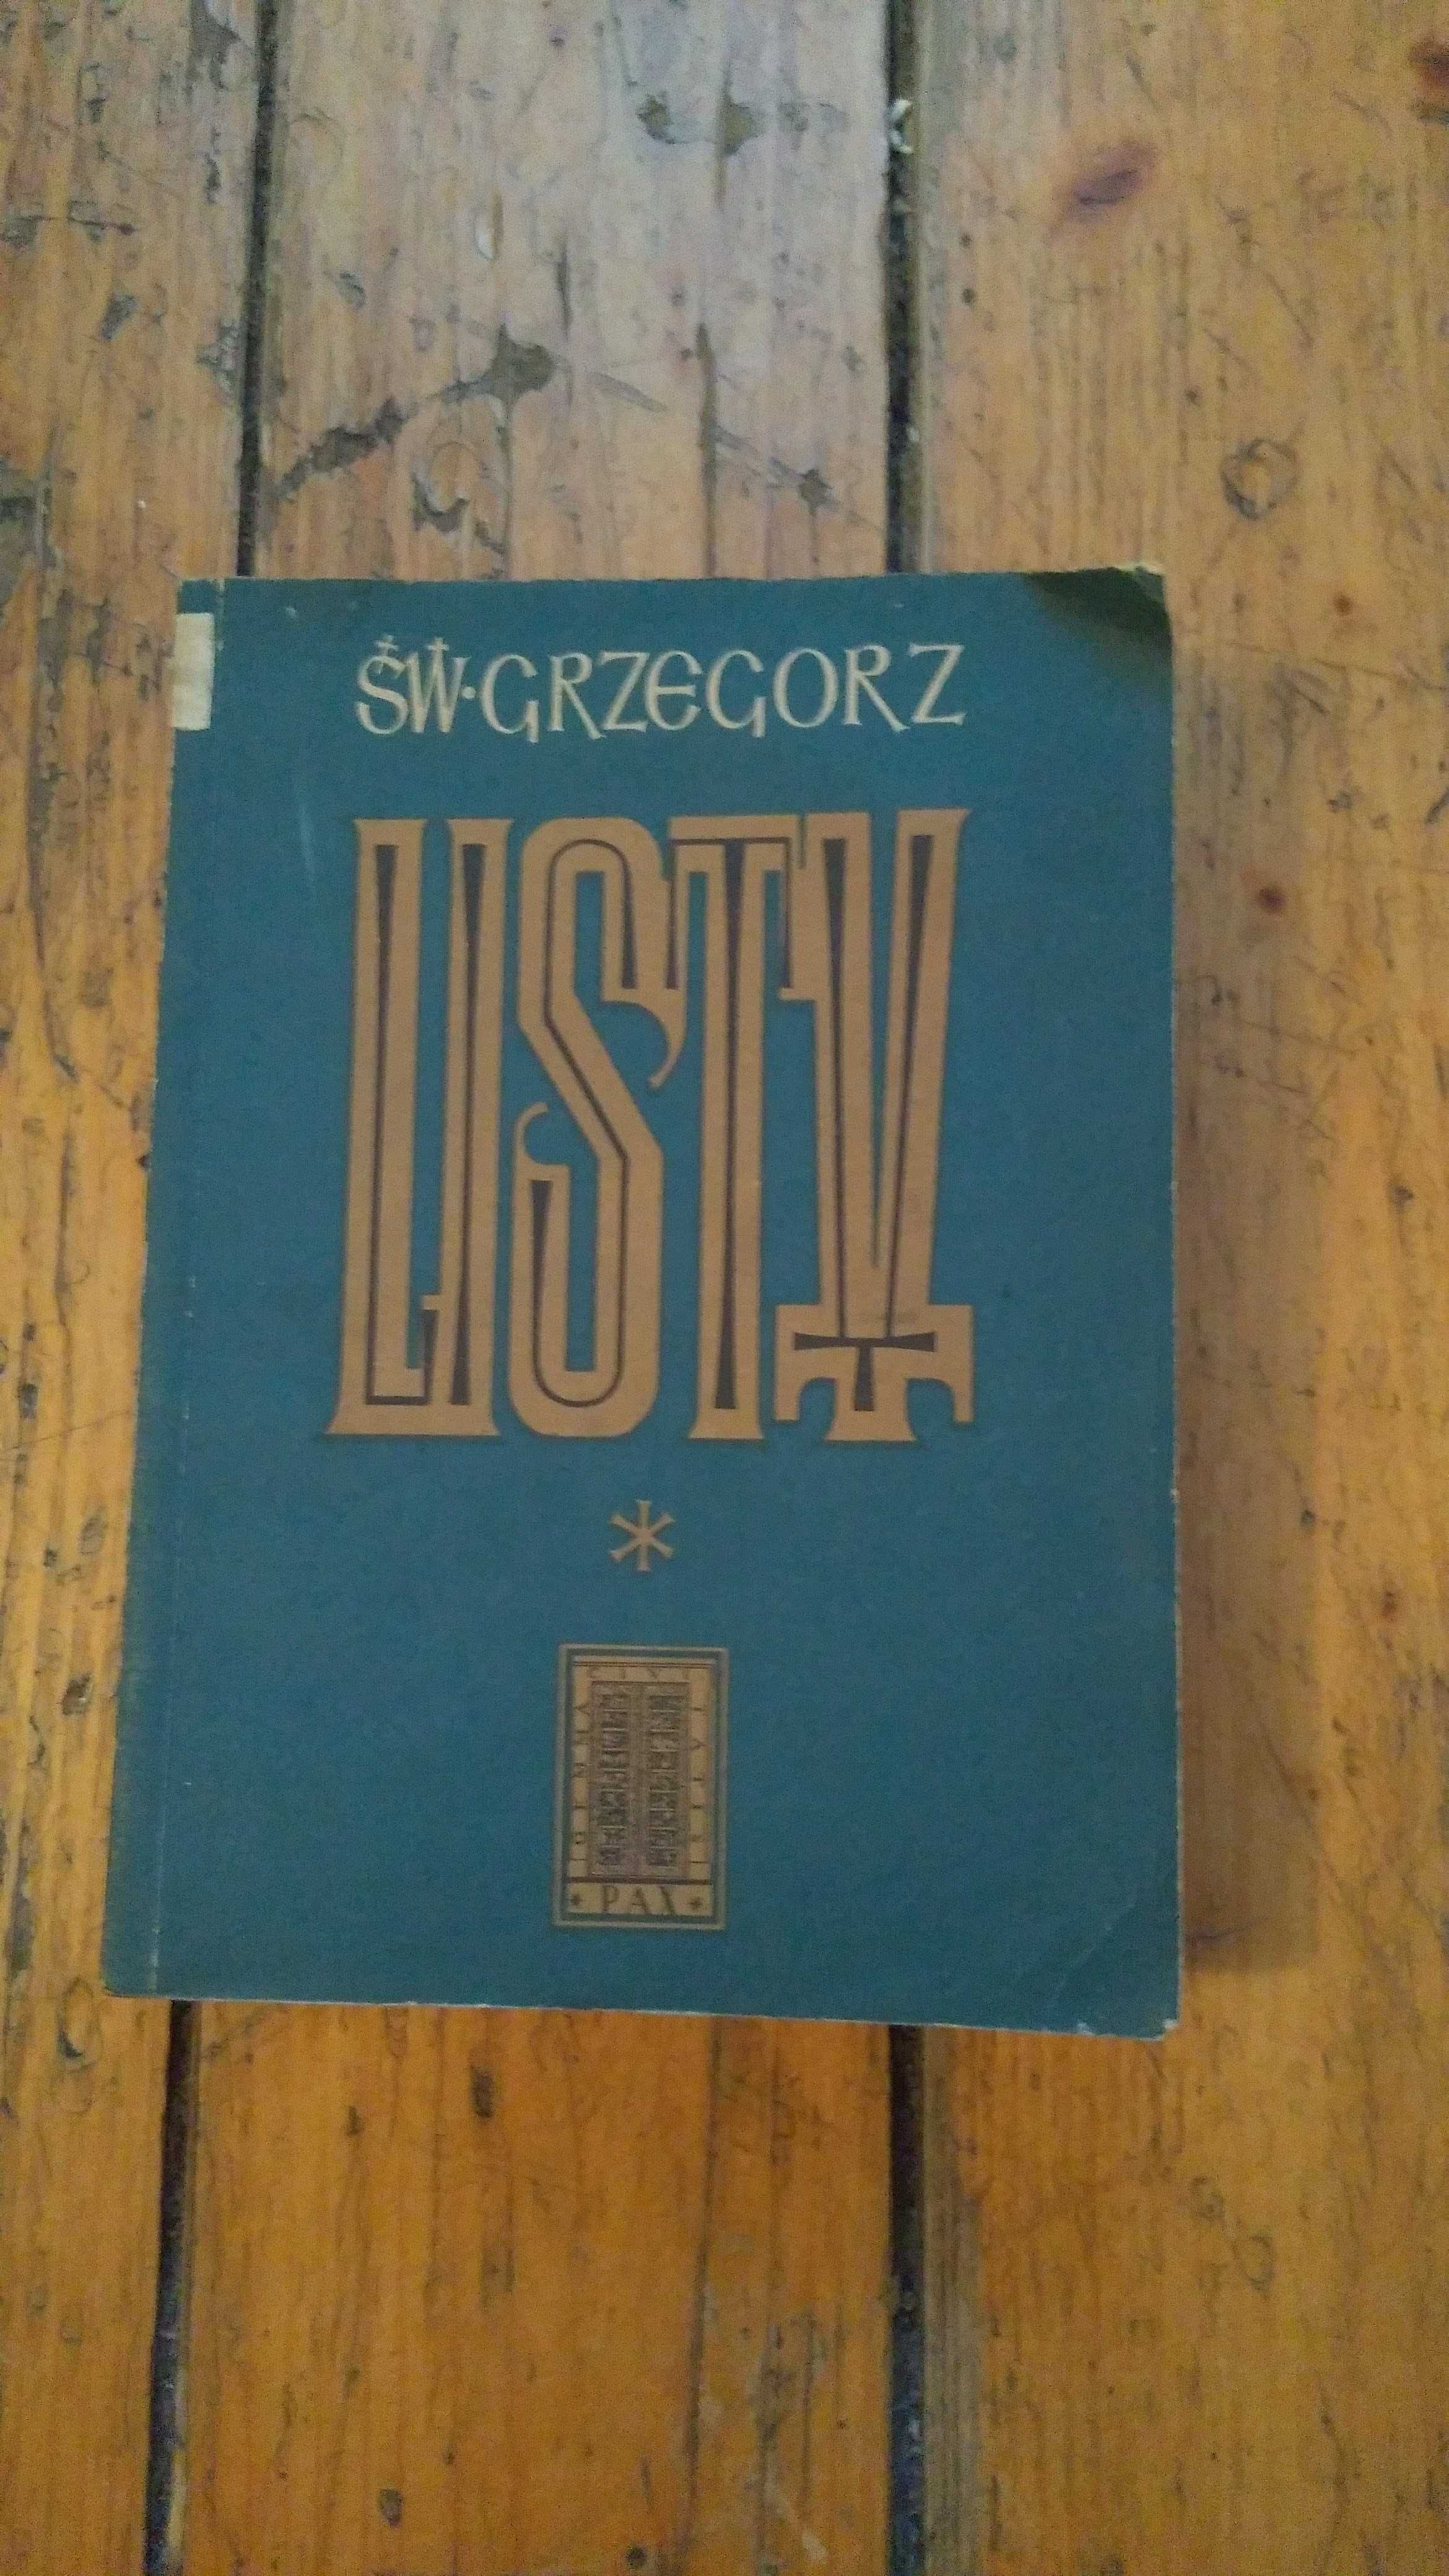 ŚW·GRZEGORZ
LISTY
*
PAX